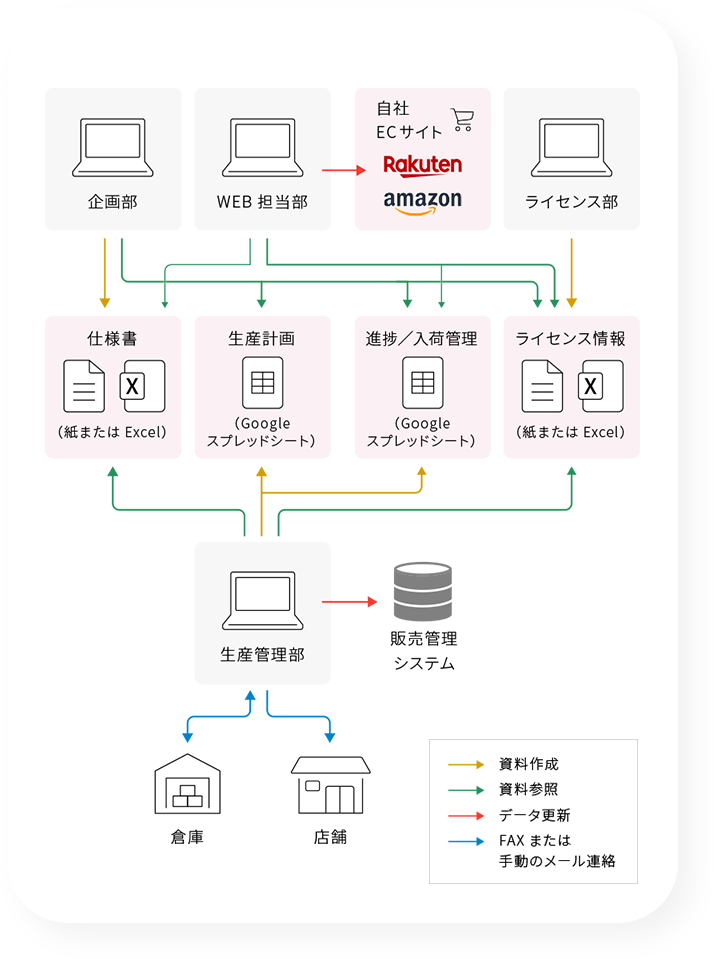 企画部
WEB 担当部
自社
ECサイト
Rakuten
amazon
ライセンス部
仕様書
X
（紙または Excel）
生産計画
（Google
スプレッドシート）
進捗／入荷管理
（Google
スプレッドシート）
ライセンス情報
X
（紙または Excel）
生産管理部
販売管理
システム
倉庫
店舗
資料作成
資料参照
データ更新
FAX または
手動のメール連絡